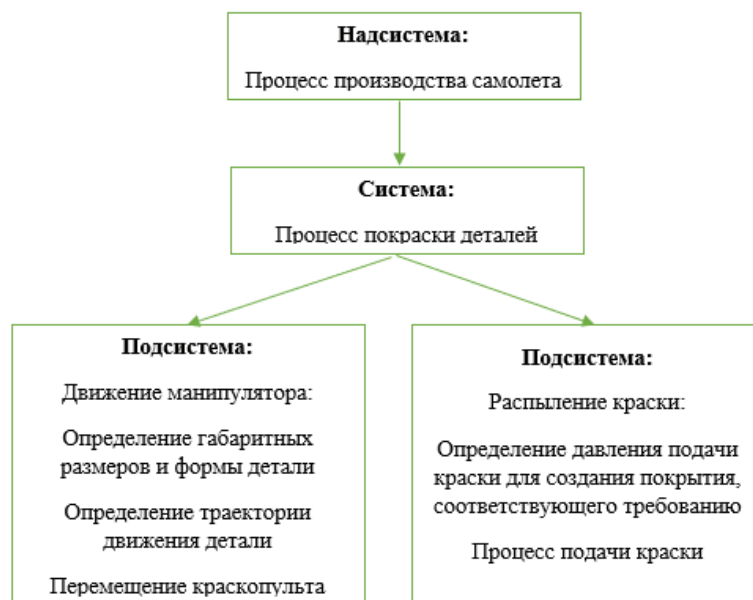 Надсистема:
Процесс производства самолета
Система:
Процесс покраски деталей
Подсистема:
Движение манипулятора:
Определение габаритных
размеров и формы детали
Определение траектории
движения детали
Перемещение краскопульта
Подсистема:
Распыление краски:
Определение давления подачи
краски для создания покрытия,
соответствующего требованию
Процесс подачи краски